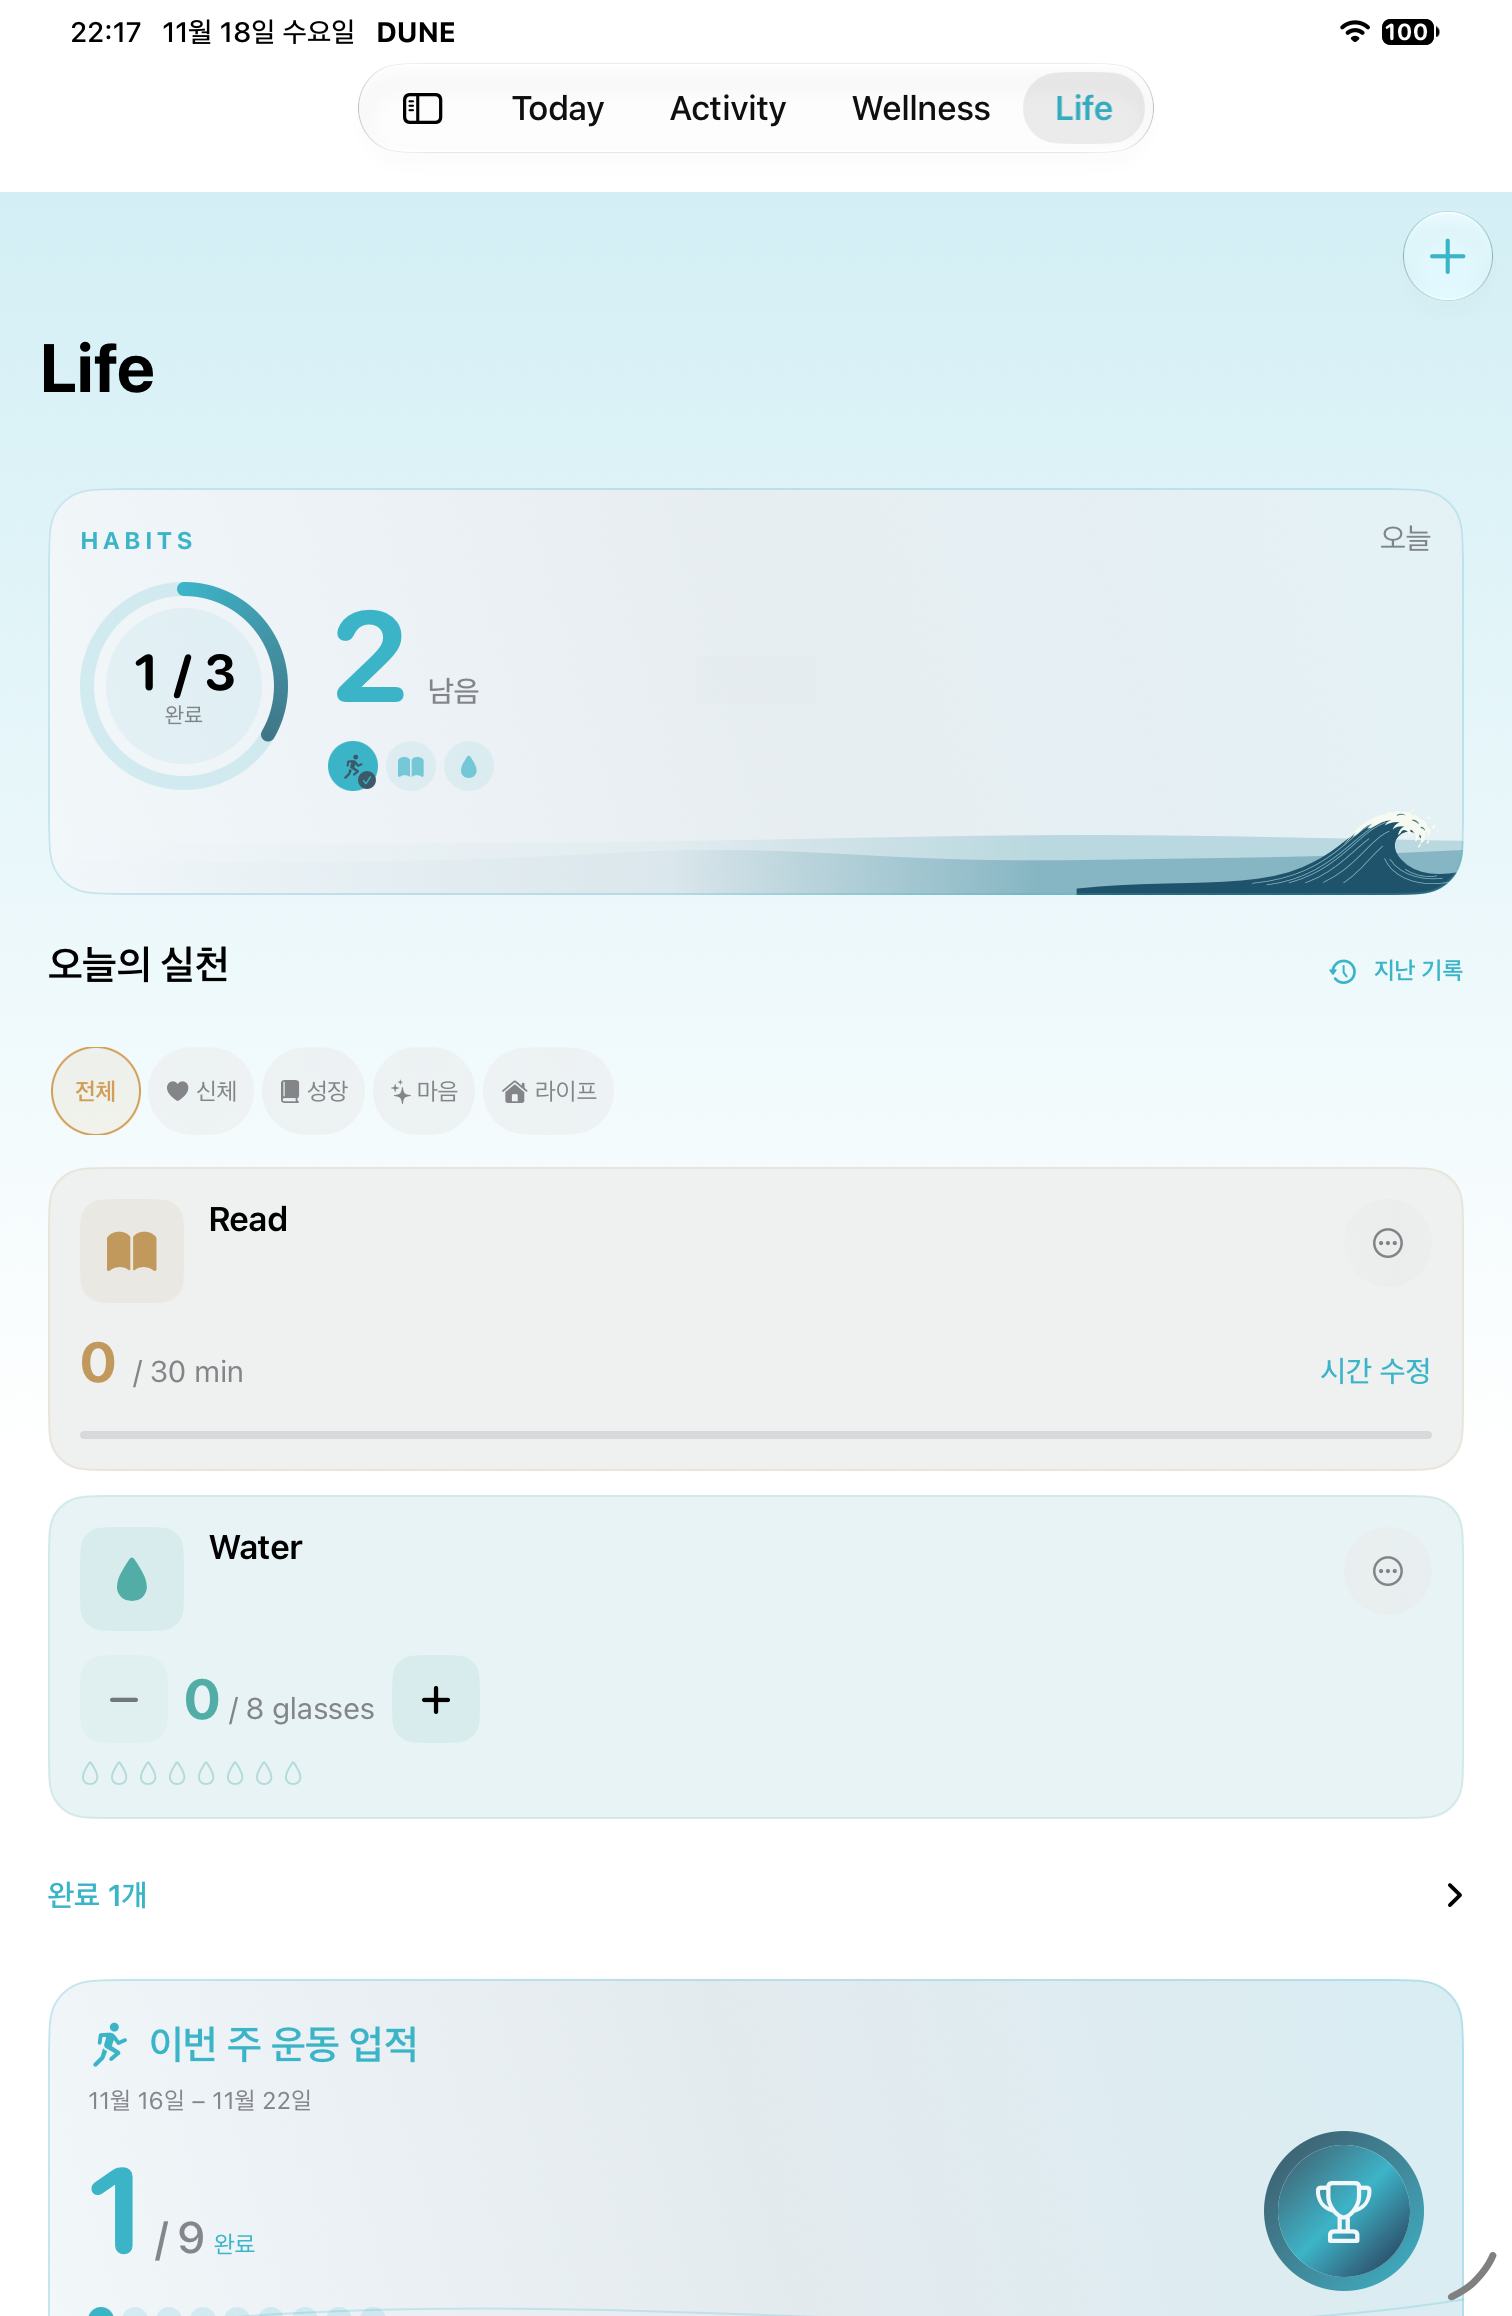 22:17 11월 18일 수요일 DUNE
100
Today Activity Wellness Life
Life
HABITS
오늘
1 / 3
완료
2 남음
오늘의 실천
지난 기록
전체 신체 성장 마음 라이프
Read
0 / 30 min
시간 수정
Water
0 / 8 glasses
완료 1개
이번 주 운동 업적
11월 16일 – 11월 22일
1 / 9 완료